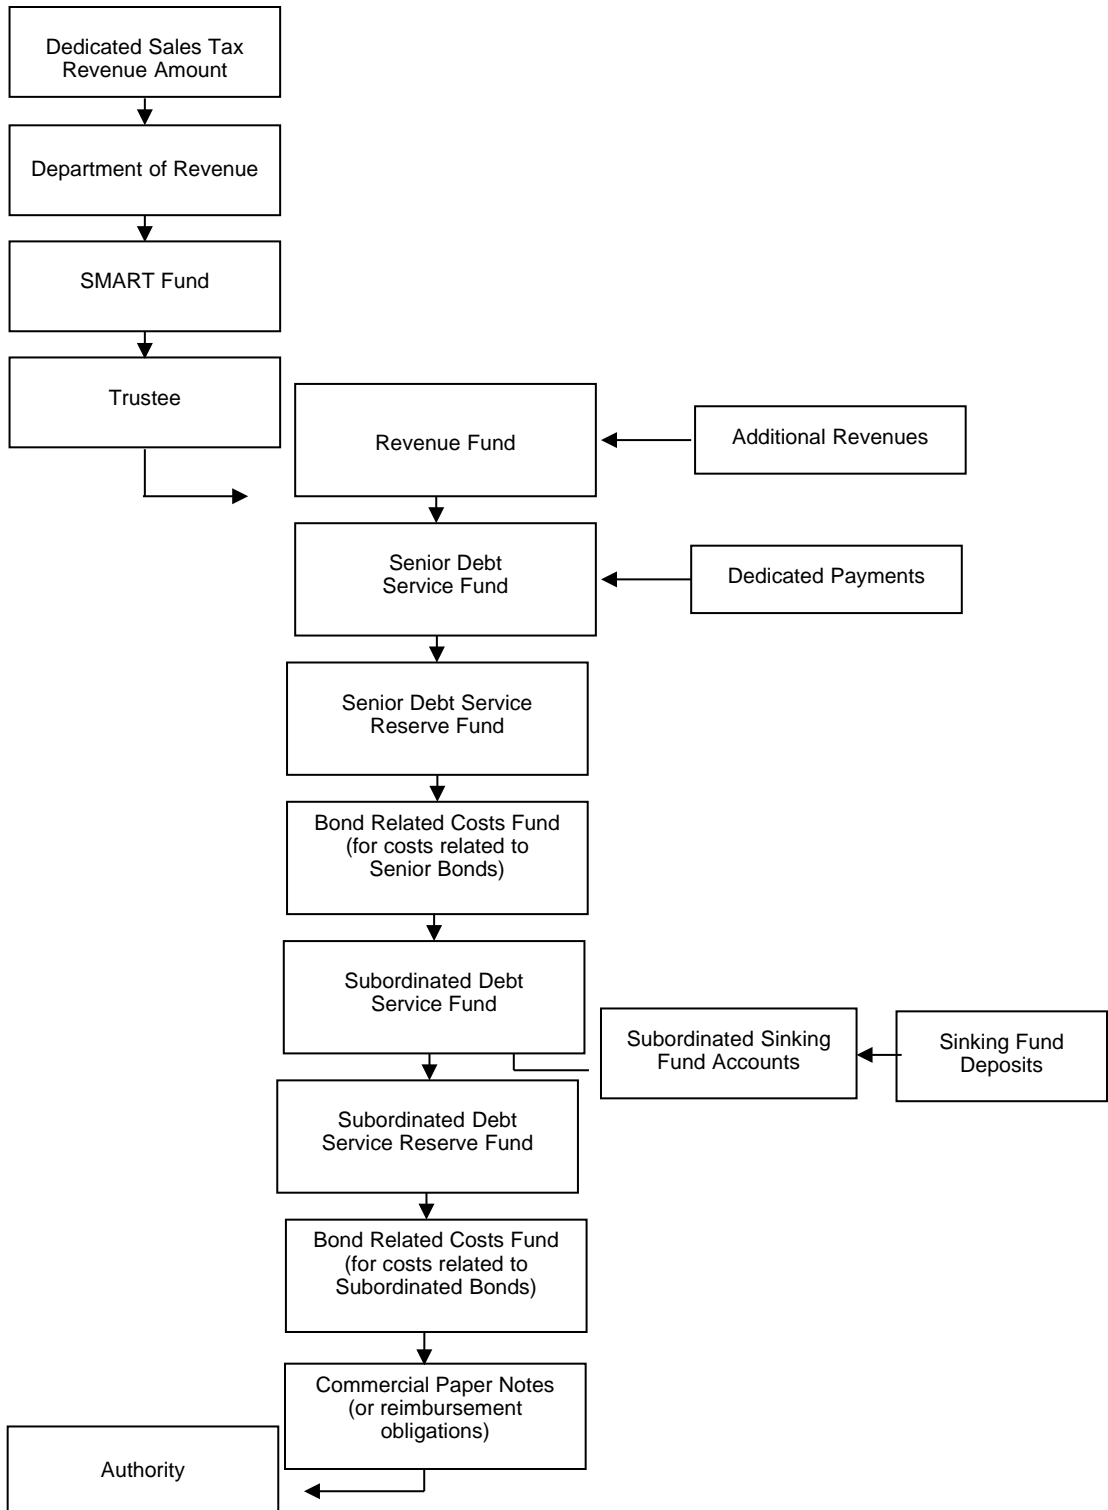 Dedicated Sales Tax
Revenue Amount
Department of Revenue
SMART Fund
Trustee
Revenue Fund
Additional Revenues
Senior Debt
Service Fund
Dedicated Payments
Senior Debt Service
Reserve Fund
Bond Related Costs Fund
(for costs related to
Senior Bonds)
Subordinated Debt
Service Fund
Subordinated Sinking
Fund Accounts
Sinking Fund
Deposits
Subordinated Debt
Service Reserve Fund
Bond Related Costs Fund
(for costs related to
Subordinated Bonds)
Commercial Paper Notes
(or reimbursement
obligations)
Authority